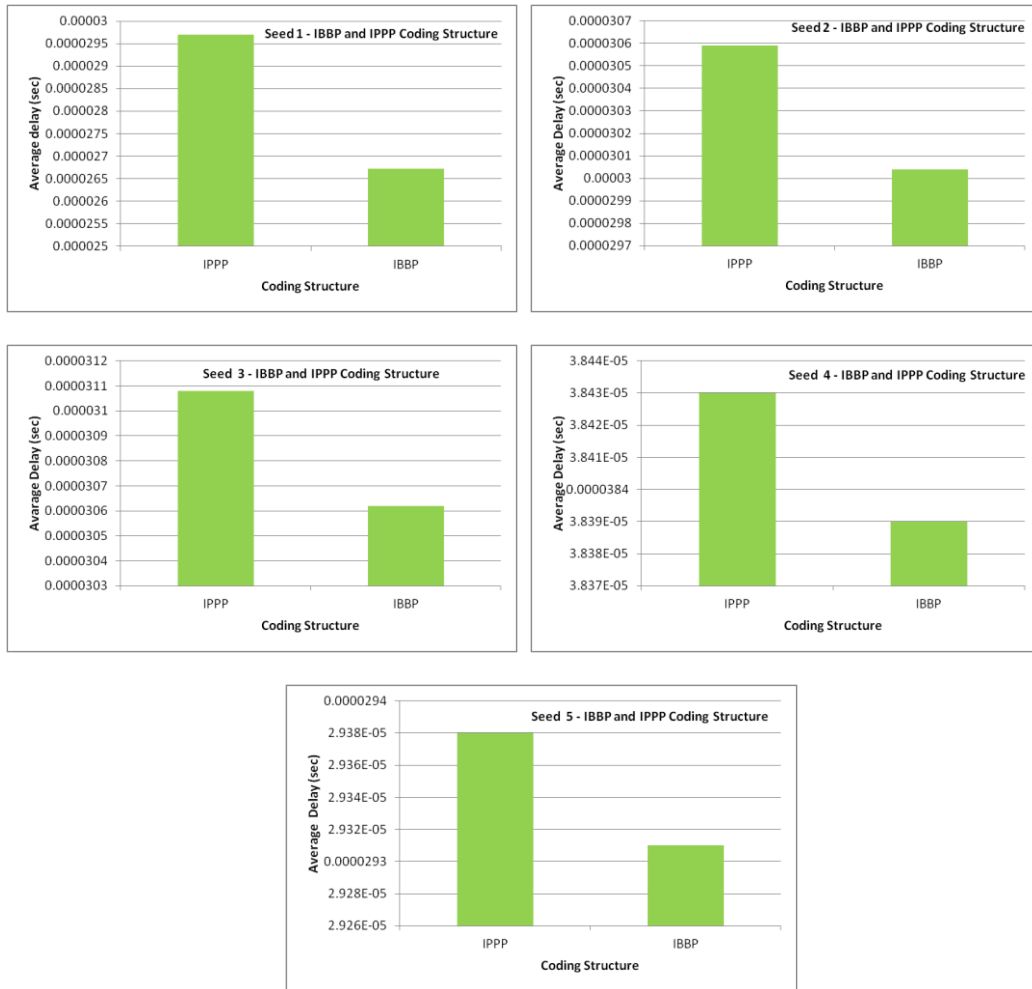 Seed 1 - IBBP and IPPP Coding Structure
Average delay (sec)
0.00003
0.0000295
0.000029
0.0000285
0.000028
0.0000275
0.000027
0.0000265
0.000026
0.0000255
0.000025
IPPP IBBP
Coding Structure
Seed 2 - IBBP and IPPP Coding Structure
Average Delay (sec)
0.0000307
0.0000306
0.0000305
0.0000304
0.0000303
0.0000302
0.0000301
0.00003
0.0000299
0.0000298
0.0000297
IPPP IBBP
Coding Structure
Seed 3 - IBBP and IPPP Coding Structure
Avarage Delay (sec)
0.0000312
0.0000311
0.000031
0.0000309
0.0000308
0.0000307
0.0000306
0.0000305
0.0000304
0.0000303
IPPP IBBP
Coding Structure
Seed 4 - IBBP and IPPP Coding Structure
Average Delay (sec)
3.844E-05
3.843E-05
3.842E-05
3.841E-05
0.0000384
3.839E-05
3.838E-05
3.837E-05
IPPP IBBP
Coding Structure
Seed 5 - IBBP and IPPP Coding Structure
Average Delay (sec)
0.0000294
2.938E-05
2.936E-05
2.934E-05
2.932E-05
0.0000293
2.928E-05
2.926E-05
IPPP IBBP
Coding Structure